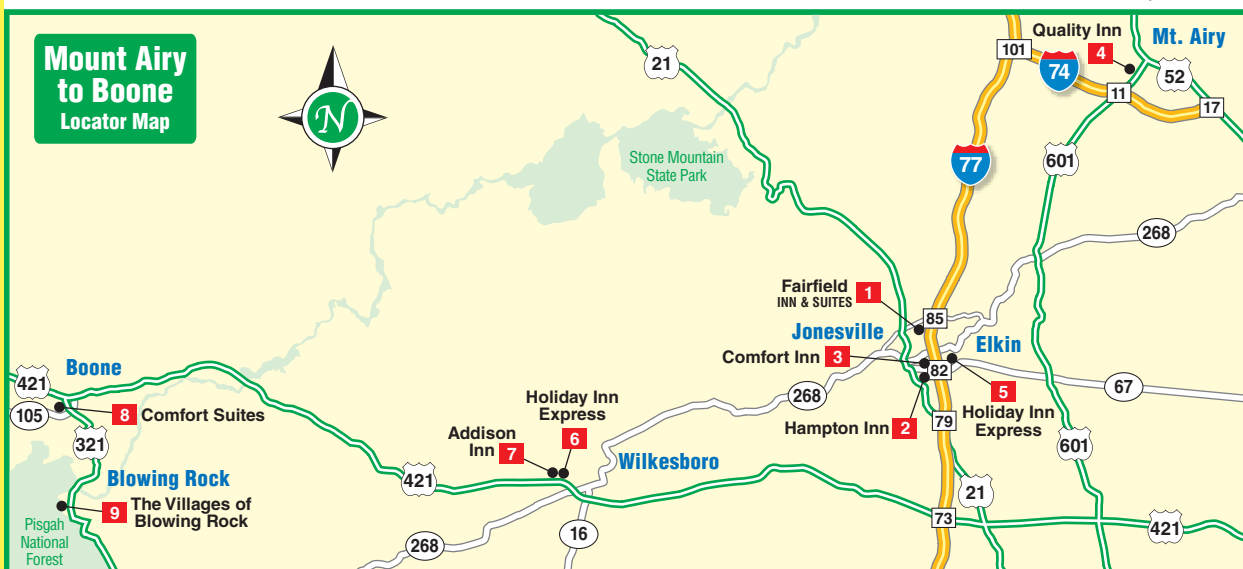 Mount Airy
to Boone
Locator Map
N
21
101
74
Quality Inn
4
Mt. Airy
52
11
17
Stone Mountain
State Park
77
601
268
Fairfield
INN & SUITES
1
85
Jonesville
Elkin
Comfort Inn
3
82
67
5
Holiday Inn
Express
Hampton Inn
2
79
268
601
Boone
421
105
8
Comfort Suites
321
Holiday Inn
Express
6
Addison
Inn
7
Wilkesboro
421
Blowing Rock
9
The Villages of
Blowing Rock
Pisgah
National
Forest
268
16
21
73
421